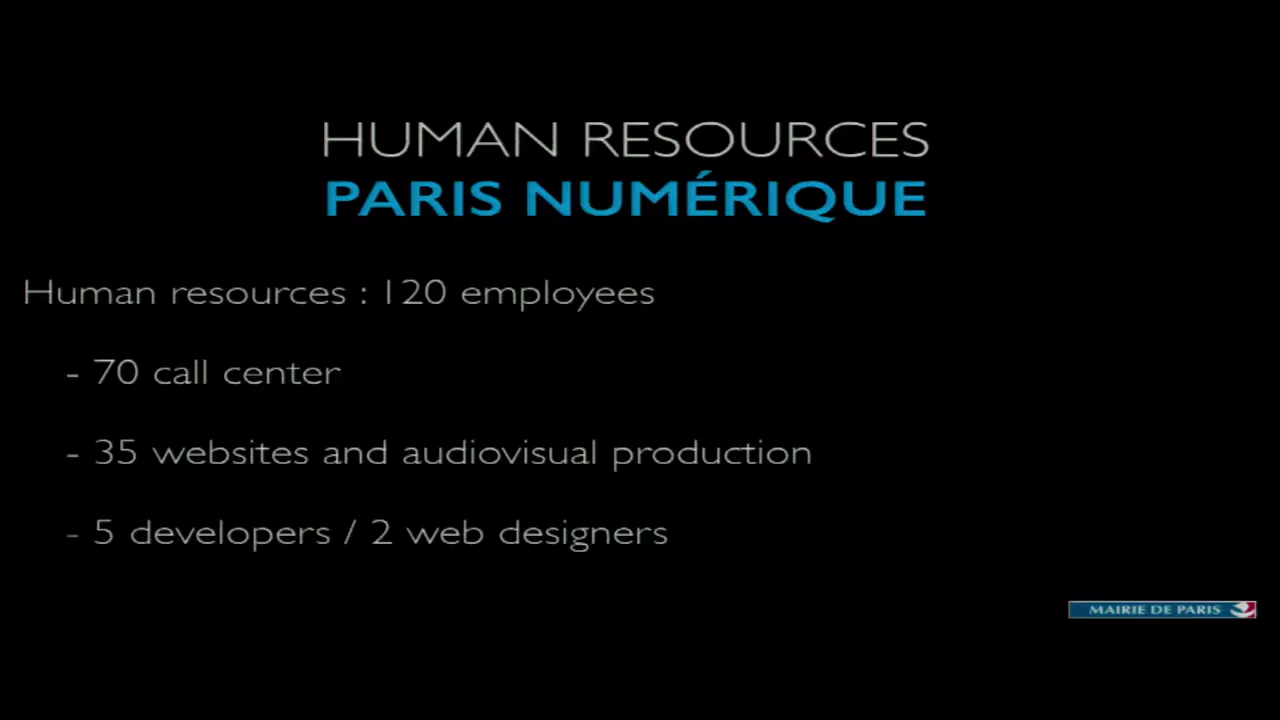 HUMAN RESOURCES
PARIS NUMÉRIQUE
Human resources : 120 employees
- 70 call center
- 35 websites and audiovisual production
- 5 developers / 2 web designers
MAIRIE DE PARIS